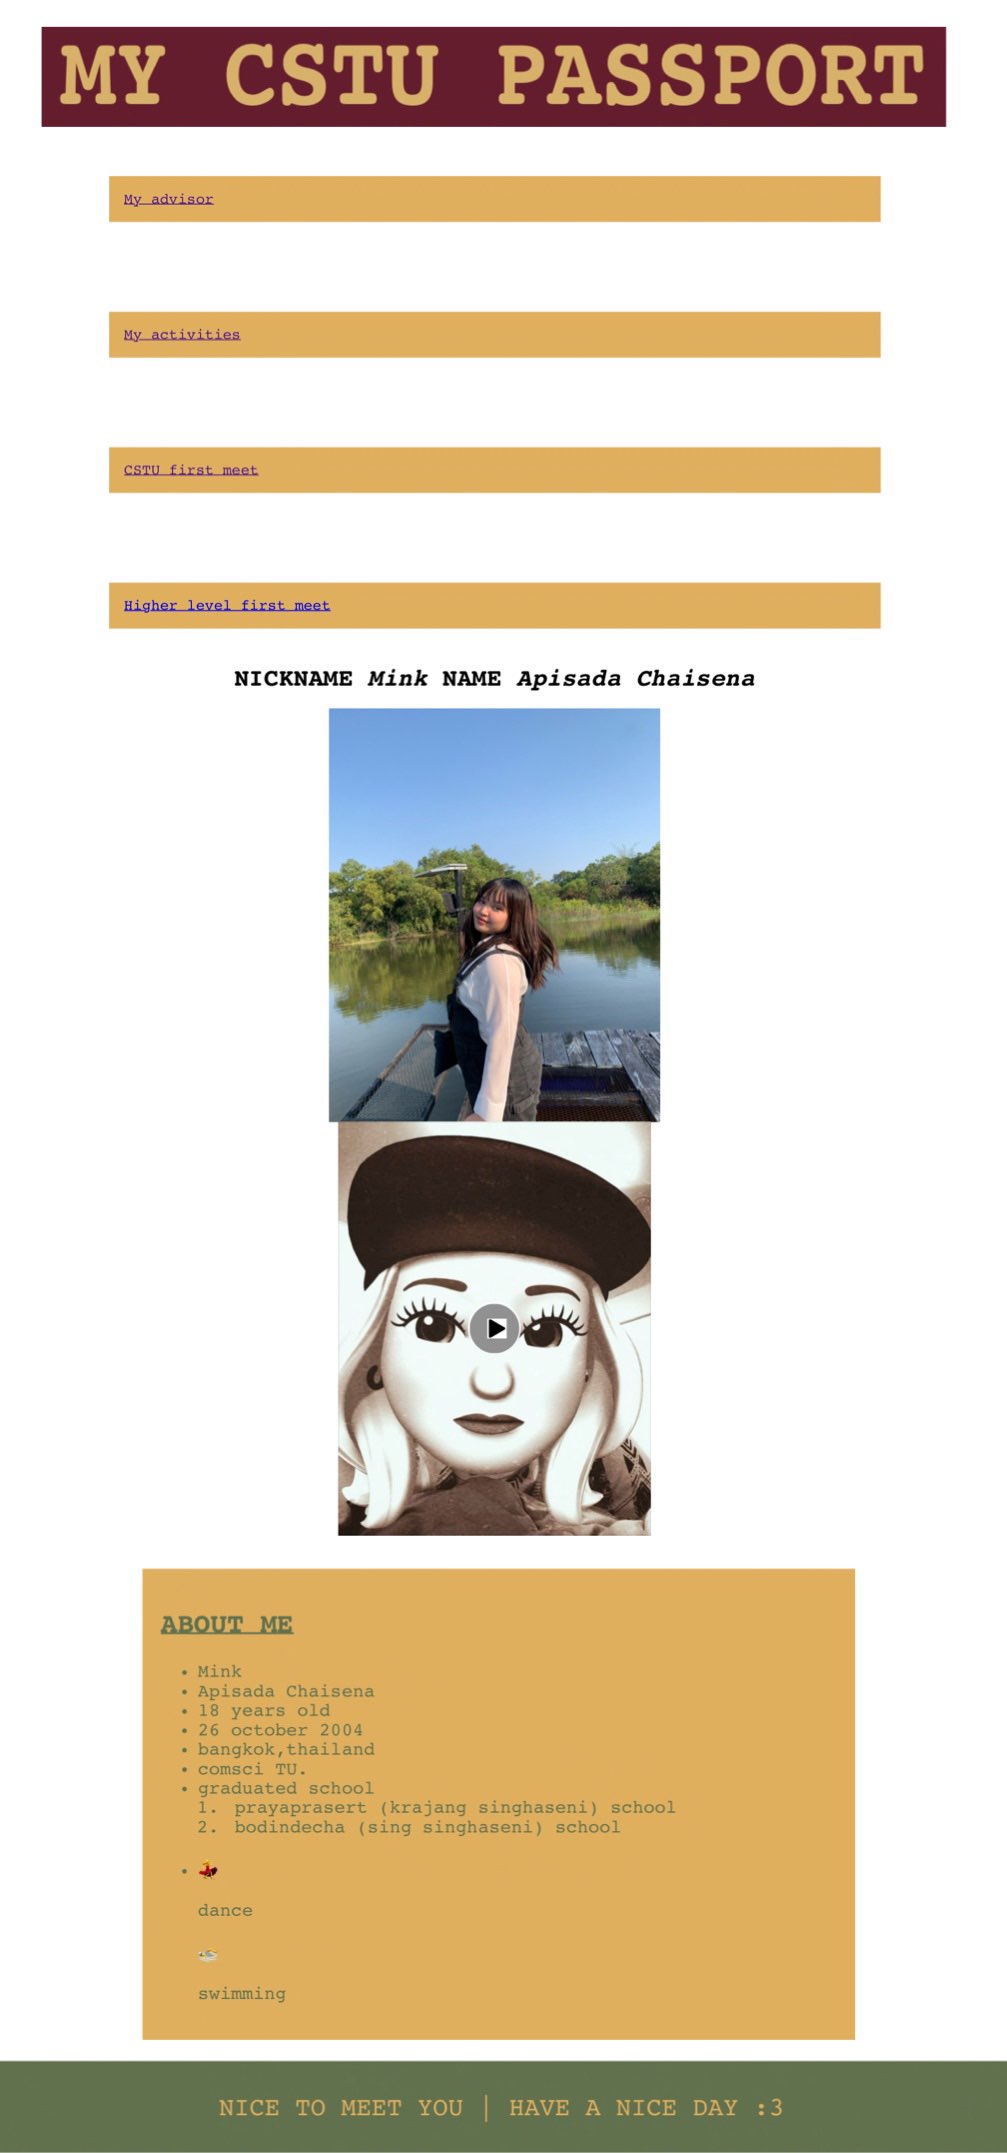 MY CSTU PASSPORT
My advisor
My activities
CSTU first meet
Higher level first meet
NICKNAME Mink NAME Apisada Chaisena
ABOUT ME
• Mink
• Apisada Chaisena
• 18 years old
• 26 october 2004
• bangkok,thailand
• comsci TU.
• graduated school
1. prayaprasert (krajang singhaseni) school
2. bodindecha (sing singhaseni) school
• 💃
dance
swimming
NICE TO MEET YOU | HAVE A NICE DAY :3